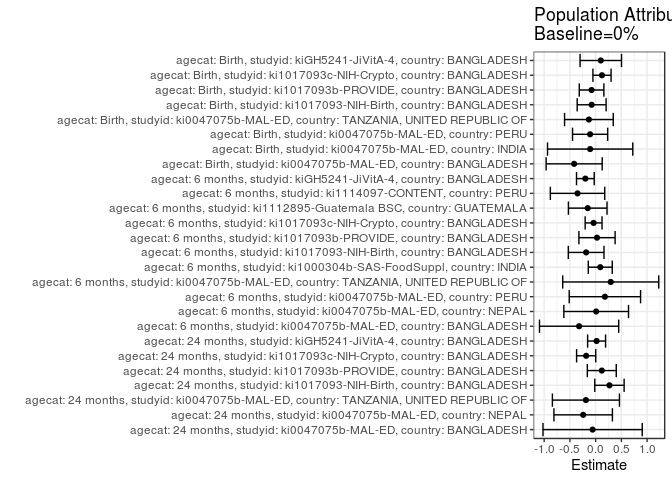 Population Attribu
Baseline=0%
agecat: Birth, studyid: kiGH5241-JiVitA-4, country: BANGLADESH
agecat: Birth, studyid: ki1017093c-NIH-Crypto, country: BANGLADESH
agecat: Birth, studyid: ki1017093b-PROVIDE, country: BANGLADESH
agecat: Birth, studyid: ki1017093-NIH-Birth, country: BANGLADESH
agecat: Birth, studyid: ki0047075b-MAL-ED, country: TANZANIA, UNITED REPUBLIC OF
agecat: Birth, studyid: ki0047075b-MAL-ED, country: PERU
agecat: Birth, studyid: ki0047075b-MAL-ED, country: INDIA
agecat: Birth, studyid: ki0047075b-MAL-ED, country: BANGLADESH
agecat: 6 months, studyid: kiGH5241-JiVitA-4, country: BANGLADESH
agecat: 6 months, studyid: ki1114097-CONTENT, country: PERU
agecat: 6 months, studyid: ki1112895-Guatemala BSC, country: GUATEMALA
agecat: 6 months, studyid: ki1017093c-NIH-Crypto, country: BANGLADESH
agecat: 6 months, studyid: ki1017093b-PROVIDE, country: BANGLADESH
agecat: 6 months, studyid: ki1017093-NIH-Birth, country: BANGLADESH
agecat: 6 months, studyid: ki1000304b-SAS-FoodSuppl, country: INDIA
agecat: 6 months, studyid: ki0047075b-MAL-ED, country: TANZANIA, UNITED REPUBLIC OF
agecat: 6 months, studyid: ki0047075b-MAL-ED, country: PERU
agecat: 6 months, studyid: ki0047075b-MAL-ED, country: NEPAL
agecat: 6 months, studyid: ki0047075b-MAL-ED, country: BANGLADESH
agecat: 24 months, studyid: kiGH5241-JiVitA-4, country: BANGLADESH
agecat: 24 months, studyid: ki1017093c-NIH-Crypto, country: BANGLADESH
agecat: 24 months, studyid: ki1017093b-PROVIDE, country: BANGLADESH
agecat: 24 months, studyid: ki1017093-NIH-Birth, country: BANGLADESH
agecat: 24 months, studyid: ki0047075b-MAL-ED, country: TANZANIA, UNITED REPUBLIC OF
agecat: 24 months, studyid: ki0047075b-MAL-ED, country: NEPAL
agecat: 24 months, studyid: ki0047075b-MAL-ED, country: BANGLADESH
-1.0 -0.5 0.0 0.5 1.0
Estimate